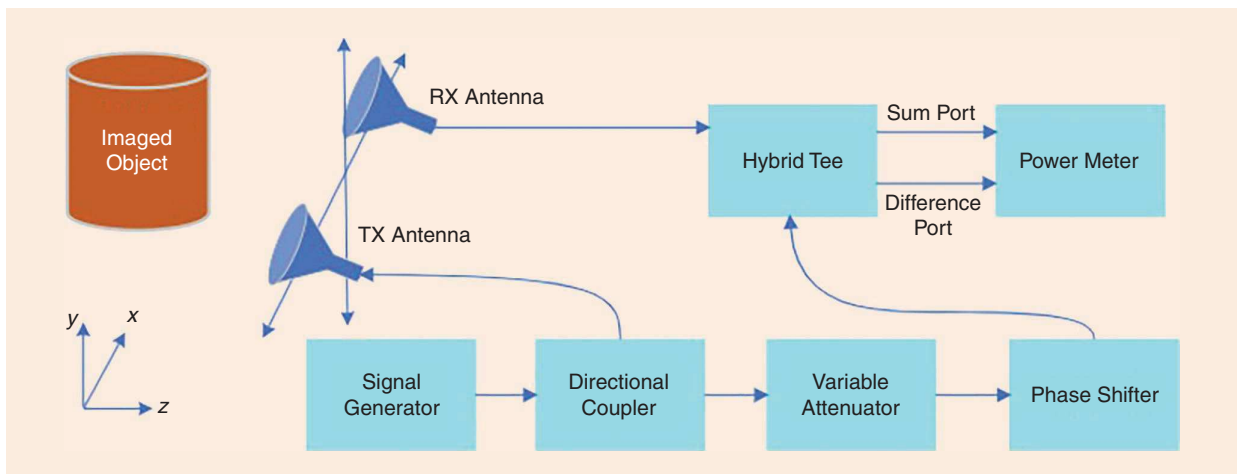 Imaged
Object
RX Antenna
TX Antenna
Hybrid Tee
Sum Port
Difference
Port
Power Meter
y
x
z
Signal
Generator
Directional
Coupler
Variable
Attenuator
Phase Shifter